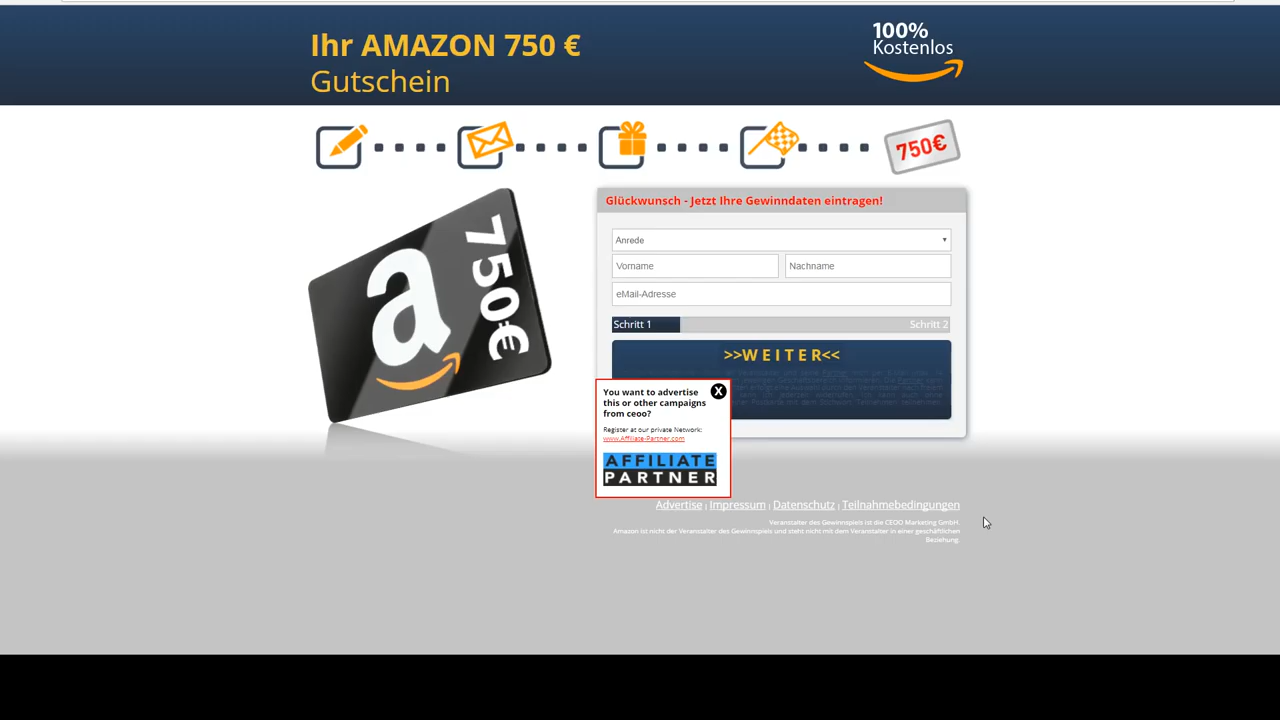 Ihr AMAZON 750 €
Gutschein
100%
Kostenlos
750€
750€
a
Glückwunsch - Jetzt Ihre Gewinndaten eintragen!
Anrede
Vorname
Nachname
eMail-Adresse
Schritt 1
Schritt 2
>>W E I T E R<<
You want to advertise
this or other campaigns
from ceoo?
X
Register at our private Network:
www.Affiliate-Partner.com
AFFILIATE
PARTNER
Advertise | Impressum | Datenschutz | Teilnahmebedingungen
Veranstalter des Gewinnspiels ist die CEOO Marketing GmbH.
Amazon ist nicht der Veranstalter des Gewinnspiels und steht nicht mit dem Veranstalter in einer geschäftlichen
Beziehung.